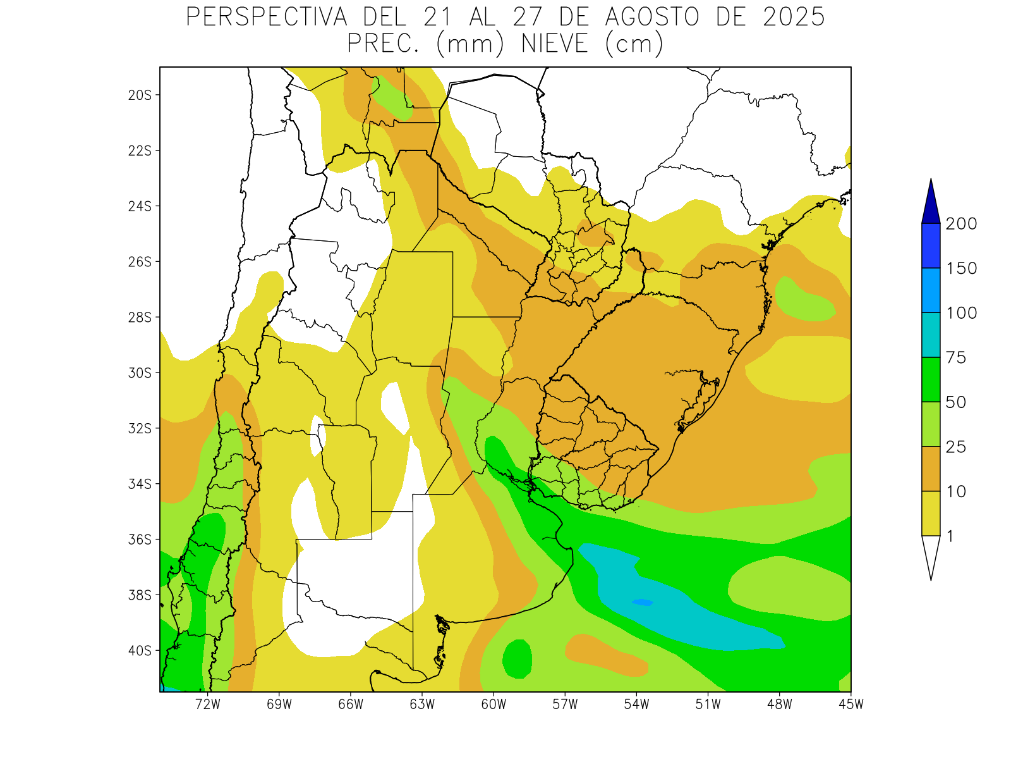 PERSPECTIVA DEL 21 AL 27 DE AGOSTO DE 2025
PREC. (mm) NIEVE (cm)
20S
22S
24S
26S
28S
30S
32S
34S
36S
38S
40S
72W 69W 66W 63W 60W 57W 54W 51W 48W 45W
200
150
100
75
50
25
10
1